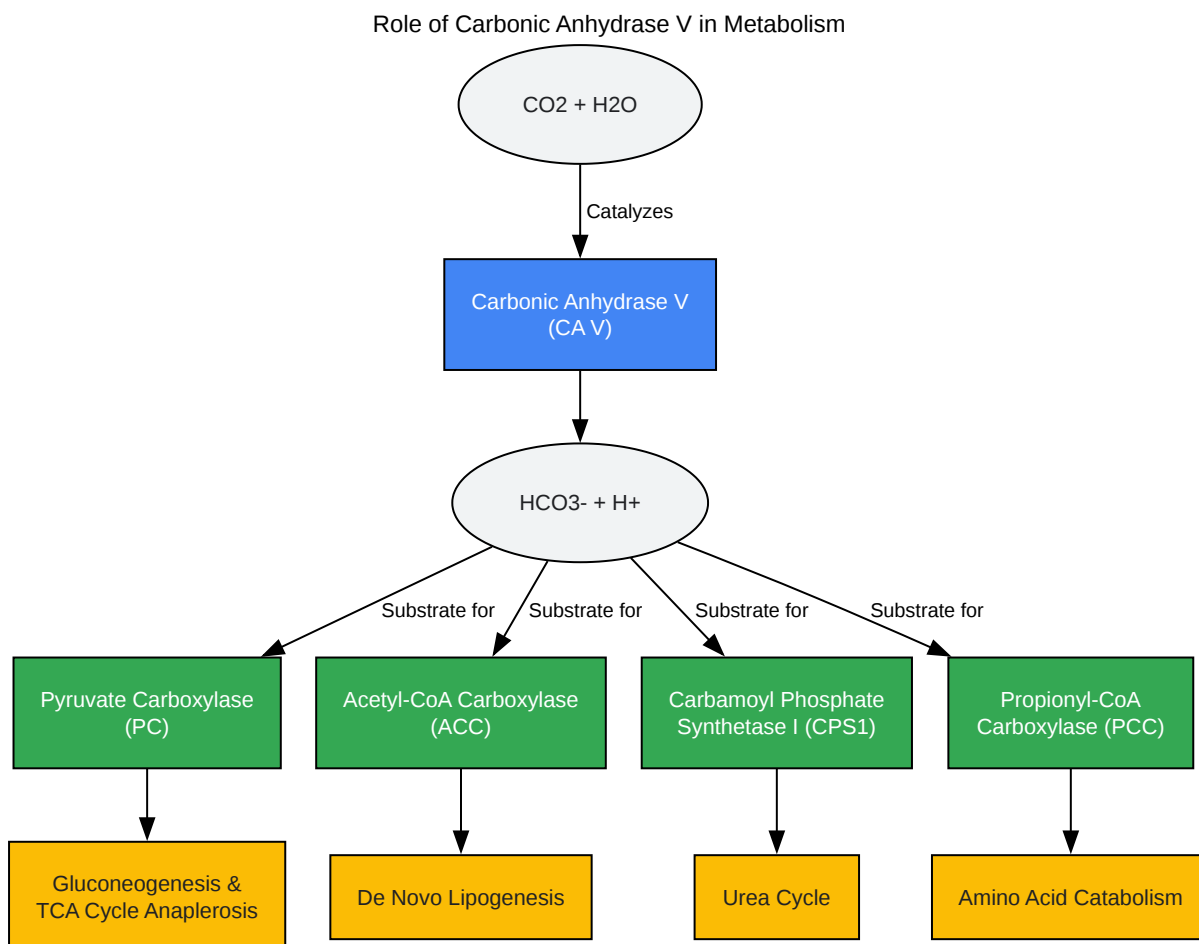 Role of Carbonic Anhydrase V in Metabolism
CO2 + H2O
Catalyzes
Carbonic Anhydrase V
(CA V)
HCO3- + H+
Substrate for
Substrate for
Substrate for
Substrate for
Pyruvate Carboxylase
(PC)
Acetyl-CoA Carboxylase
(ACC)
Carbamoyl Phosphate
Synthetase I (CPS1)
Propionyl-CoA
Carboxylase (PCC)
Gluconeogenesis &
TCA Cycle Anaplerosis
De Novo Lipogenesis
Urea Cycle
Amino Acid Catabolism